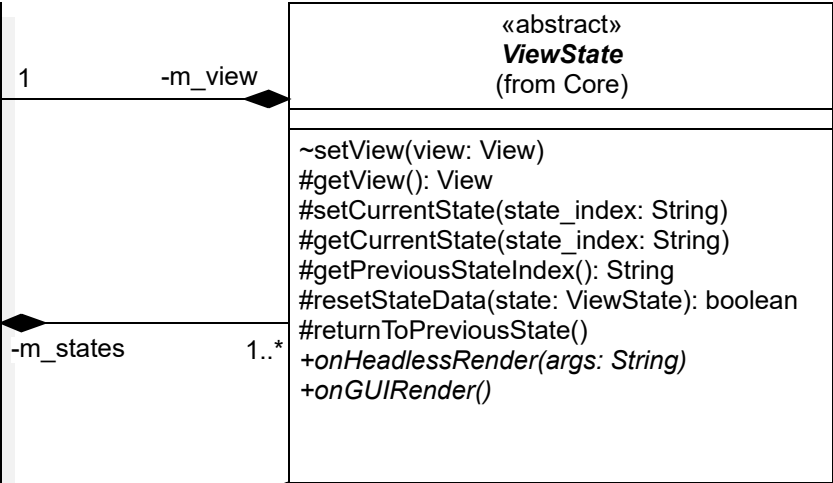 «abstract»
ViewState
(from Core)
1
-m_view
~setView(view: View)
#getView(): View
#setCurrentState(state_index: String)
#getCurrentState(state_index: String)
#getPreviousStateIndex(): String
#resetStateData(state: ViewState): boolean
#returnToPreviousState()
+onHeadlessRender(args: String)
+onGUIRender()
-m_states
1..*